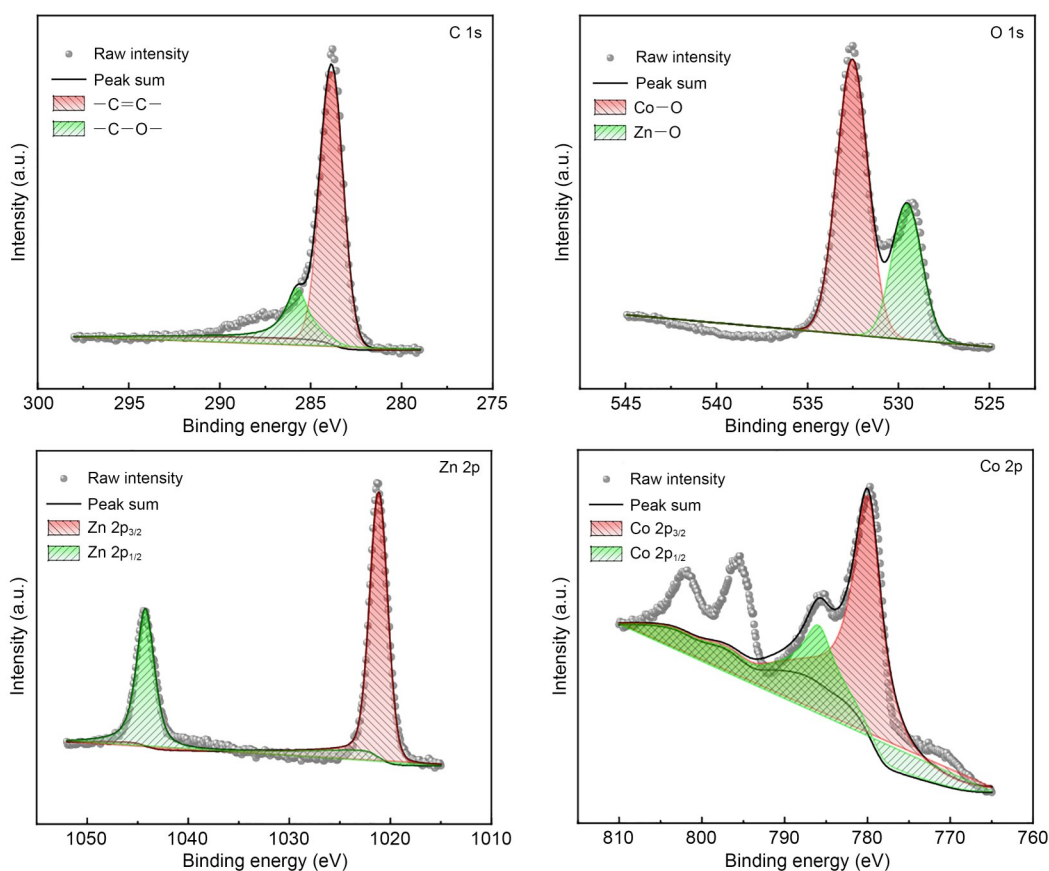 C 1s
Raw intensity
Peak sum
−C=C−
−C−O−
Intensity (a.u.)
300 295 290 285 280 275
Binding energy (eV)
O 1s
Raw intensity
Peak sum
Co−O
Zn−O
Intensity (a.u.)
545 540 535 530 525
Binding energy (eV)
Zn 2p
Raw intensity
Peak sum
Zn 2p3/2
Zn 2p1/2
Intensity (a.u.)
1050 1040 1030 1020 1010
Binding energy (eV)
Co 2p
Raw intensity
Peak sum
Co 2p3/2
Co 2p1/2
Intensity (a.u.)
810 800 790 780 770 760
Binding energy (eV)